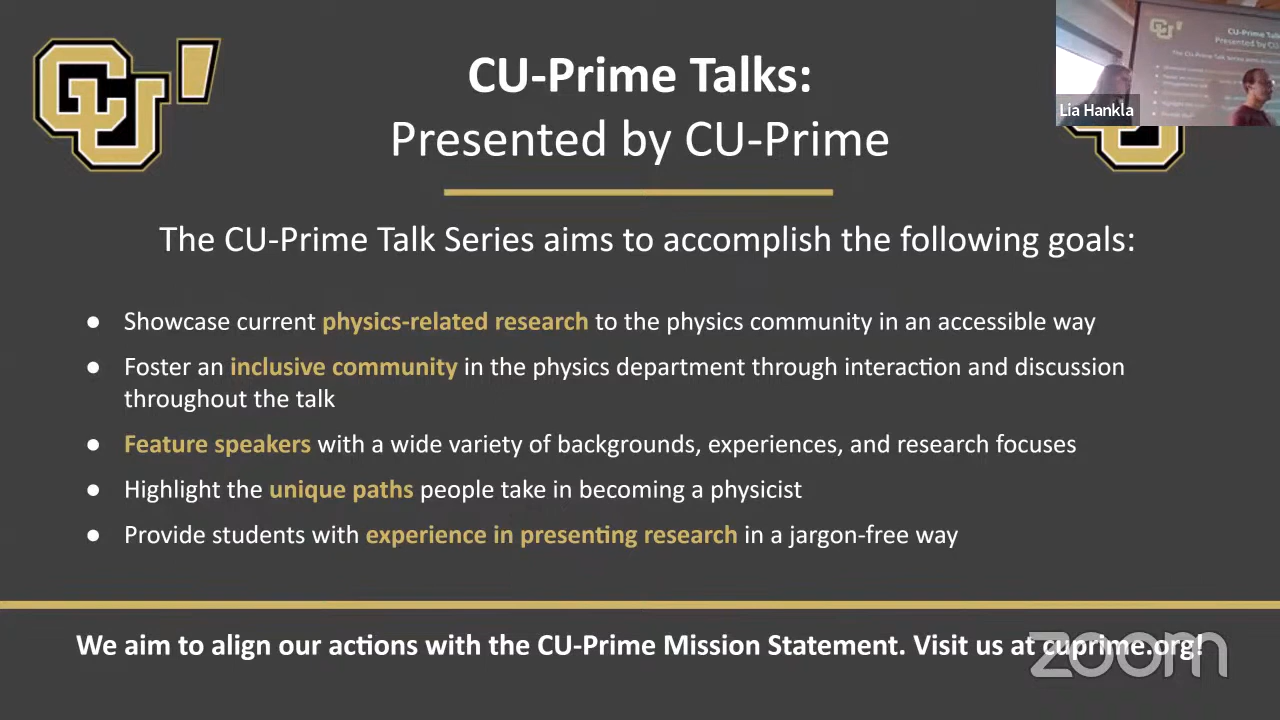 CU'
CU-Prime Talks:
Presented by CU-Prime
Lia Hankla
The CU-Prime Talk Series aims to accomplish the following goals:
● Showcase current physics-related research to the physics community in an accessible way
● Foster an inclusive community in the physics department through interaction and discussion
throughout the talk
● Feature speakers with a wide variety of backgrounds, experiences, and research focuses
● Highlight the unique paths people take in becoming a physicist
● Provide students with experience in presenting research in a jargon-free way
We aim to align our actions with the CU-Prime Mission Statement. Visit us at cuprime.org!
zoom